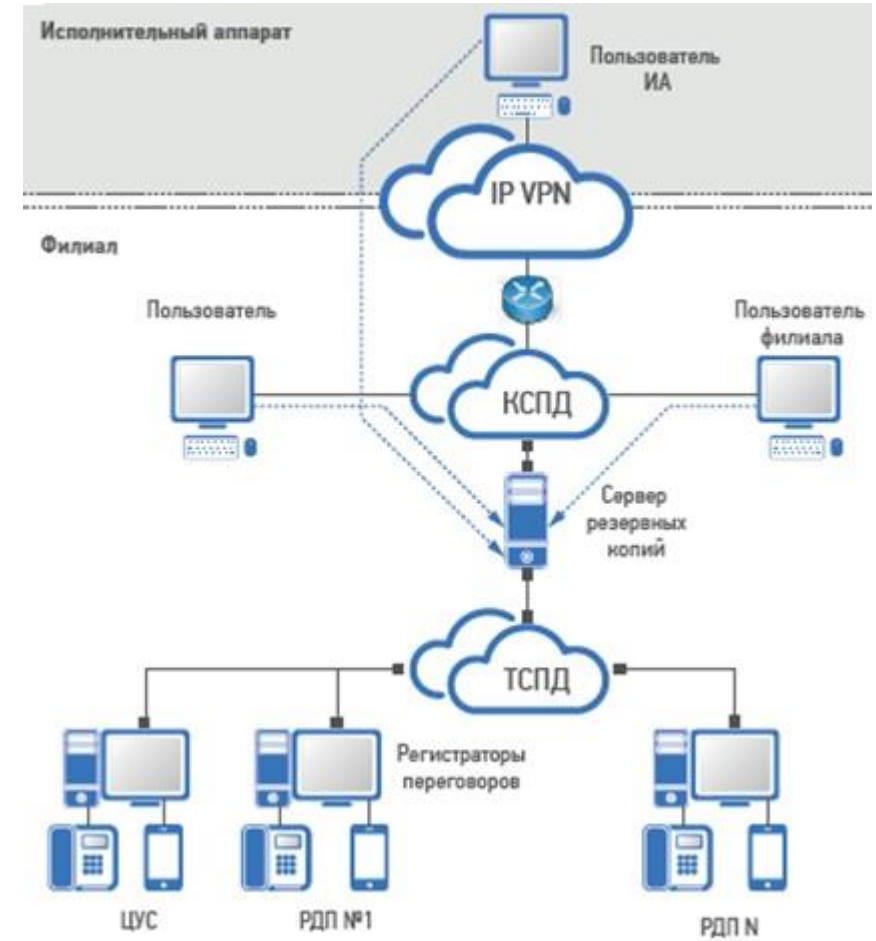 Исполнительный аппарат
Пользователь
ИА
IP VPN
Филиал
Пользователь
Пользователь
филиала
КСПД
Сервер
резервных
копий
ТСПД
Регистраторы
переговоров
ЦУС
РДП №1
РДП N